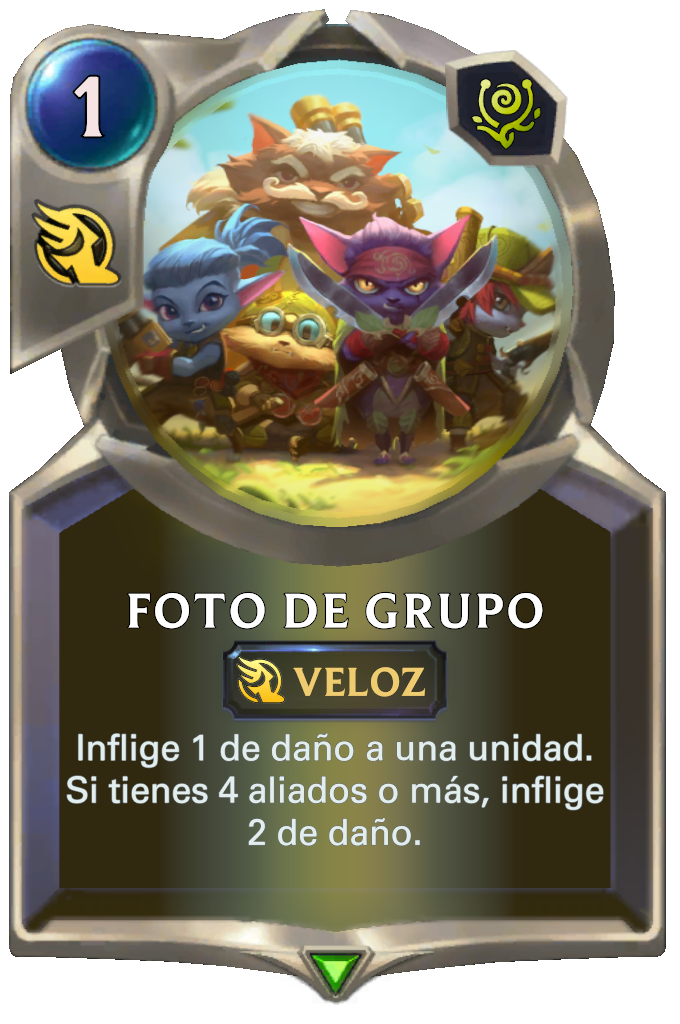 1
FOTO DE GRUPO
VELOZ
Inflige 1 de daño a una unidad.
Si tienes 4 aliados o más, inflige
2 de daño.